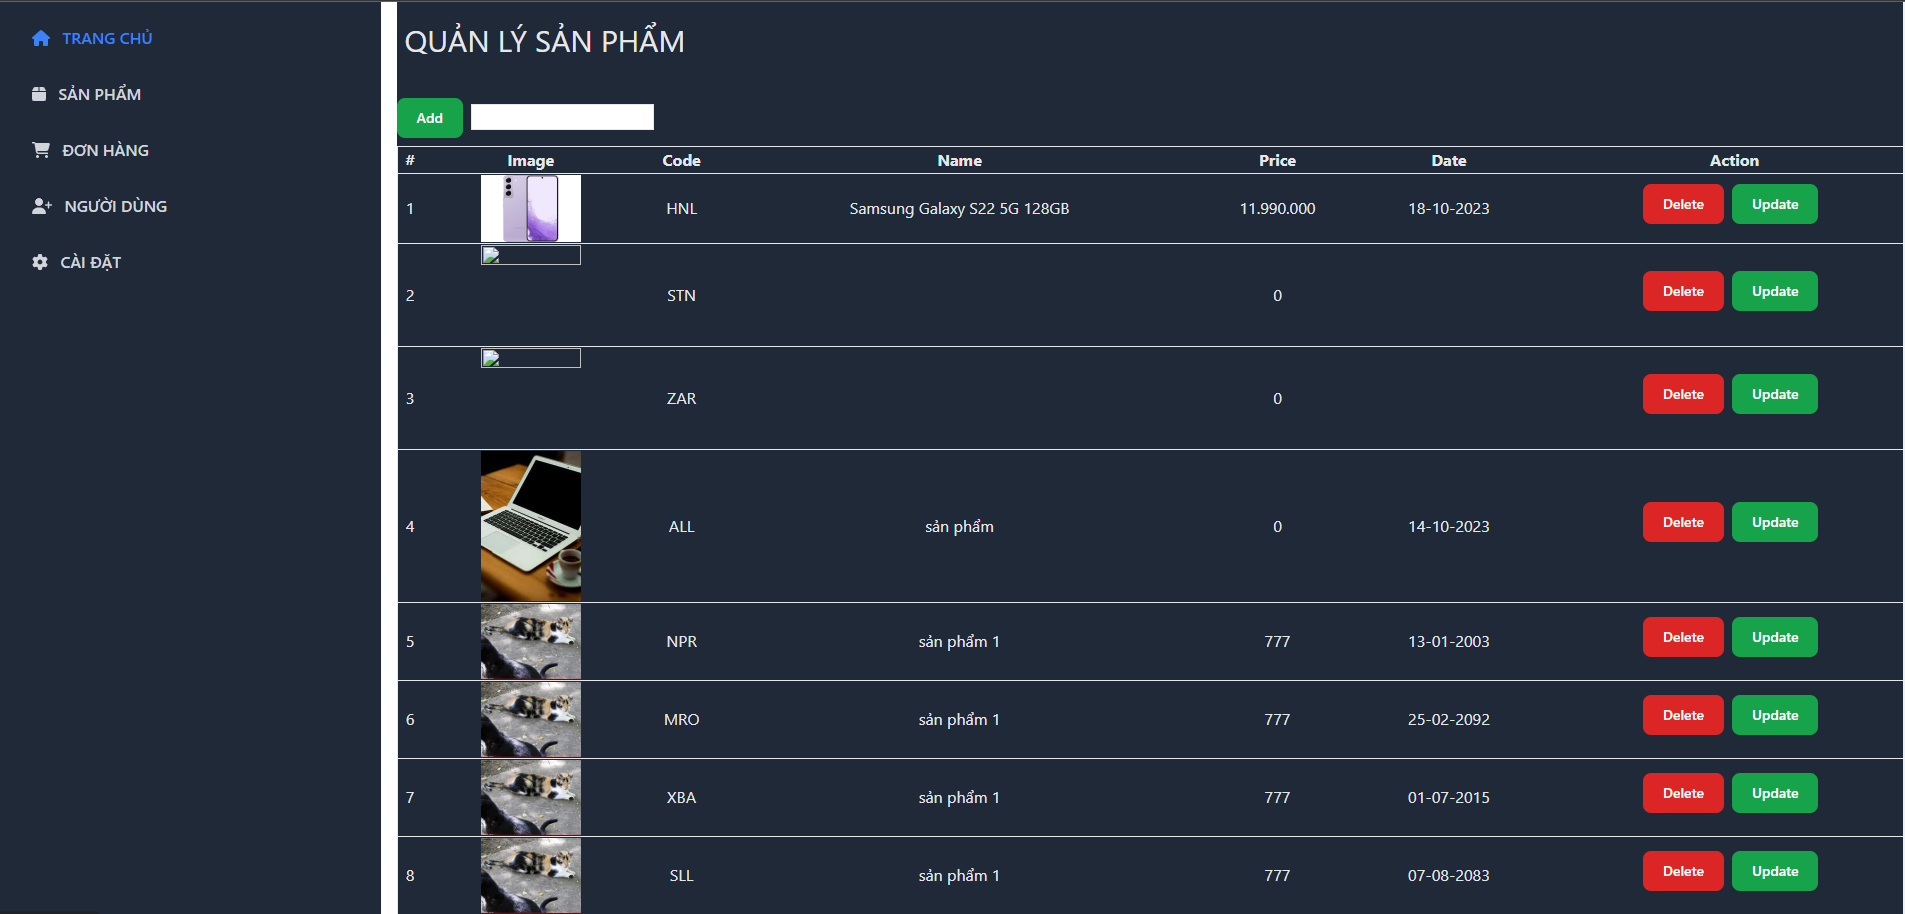 TRANG CHỦ
SẢN PHẨM
ĐƠN HÀNG
NGƯỜI DÙNG
CÀI ĐẶT
QUẢN LÝ SẢN PHẨM
Add
# Image Code Name Price Date Action
1 HNL Samsung Galaxy S22 5G 128GB 11.990.000 18-10-2023 Delete Update
2 STN 0 Delete Update
3 ZAR 0 Delete Update
4 ALL sản phẩm 0 14-10-2023 Delete Update
5 NPR sản phẩm 1 777 13-01-2003 Delete Update
6 MRO sản phẩm 1 777 25-02-2092 Delete Update
7 XBA sản phẩm 1 777 01-07-2015 Delete Update
8 SLL sản phẩm 1 777 07-08-2083 Delete Update